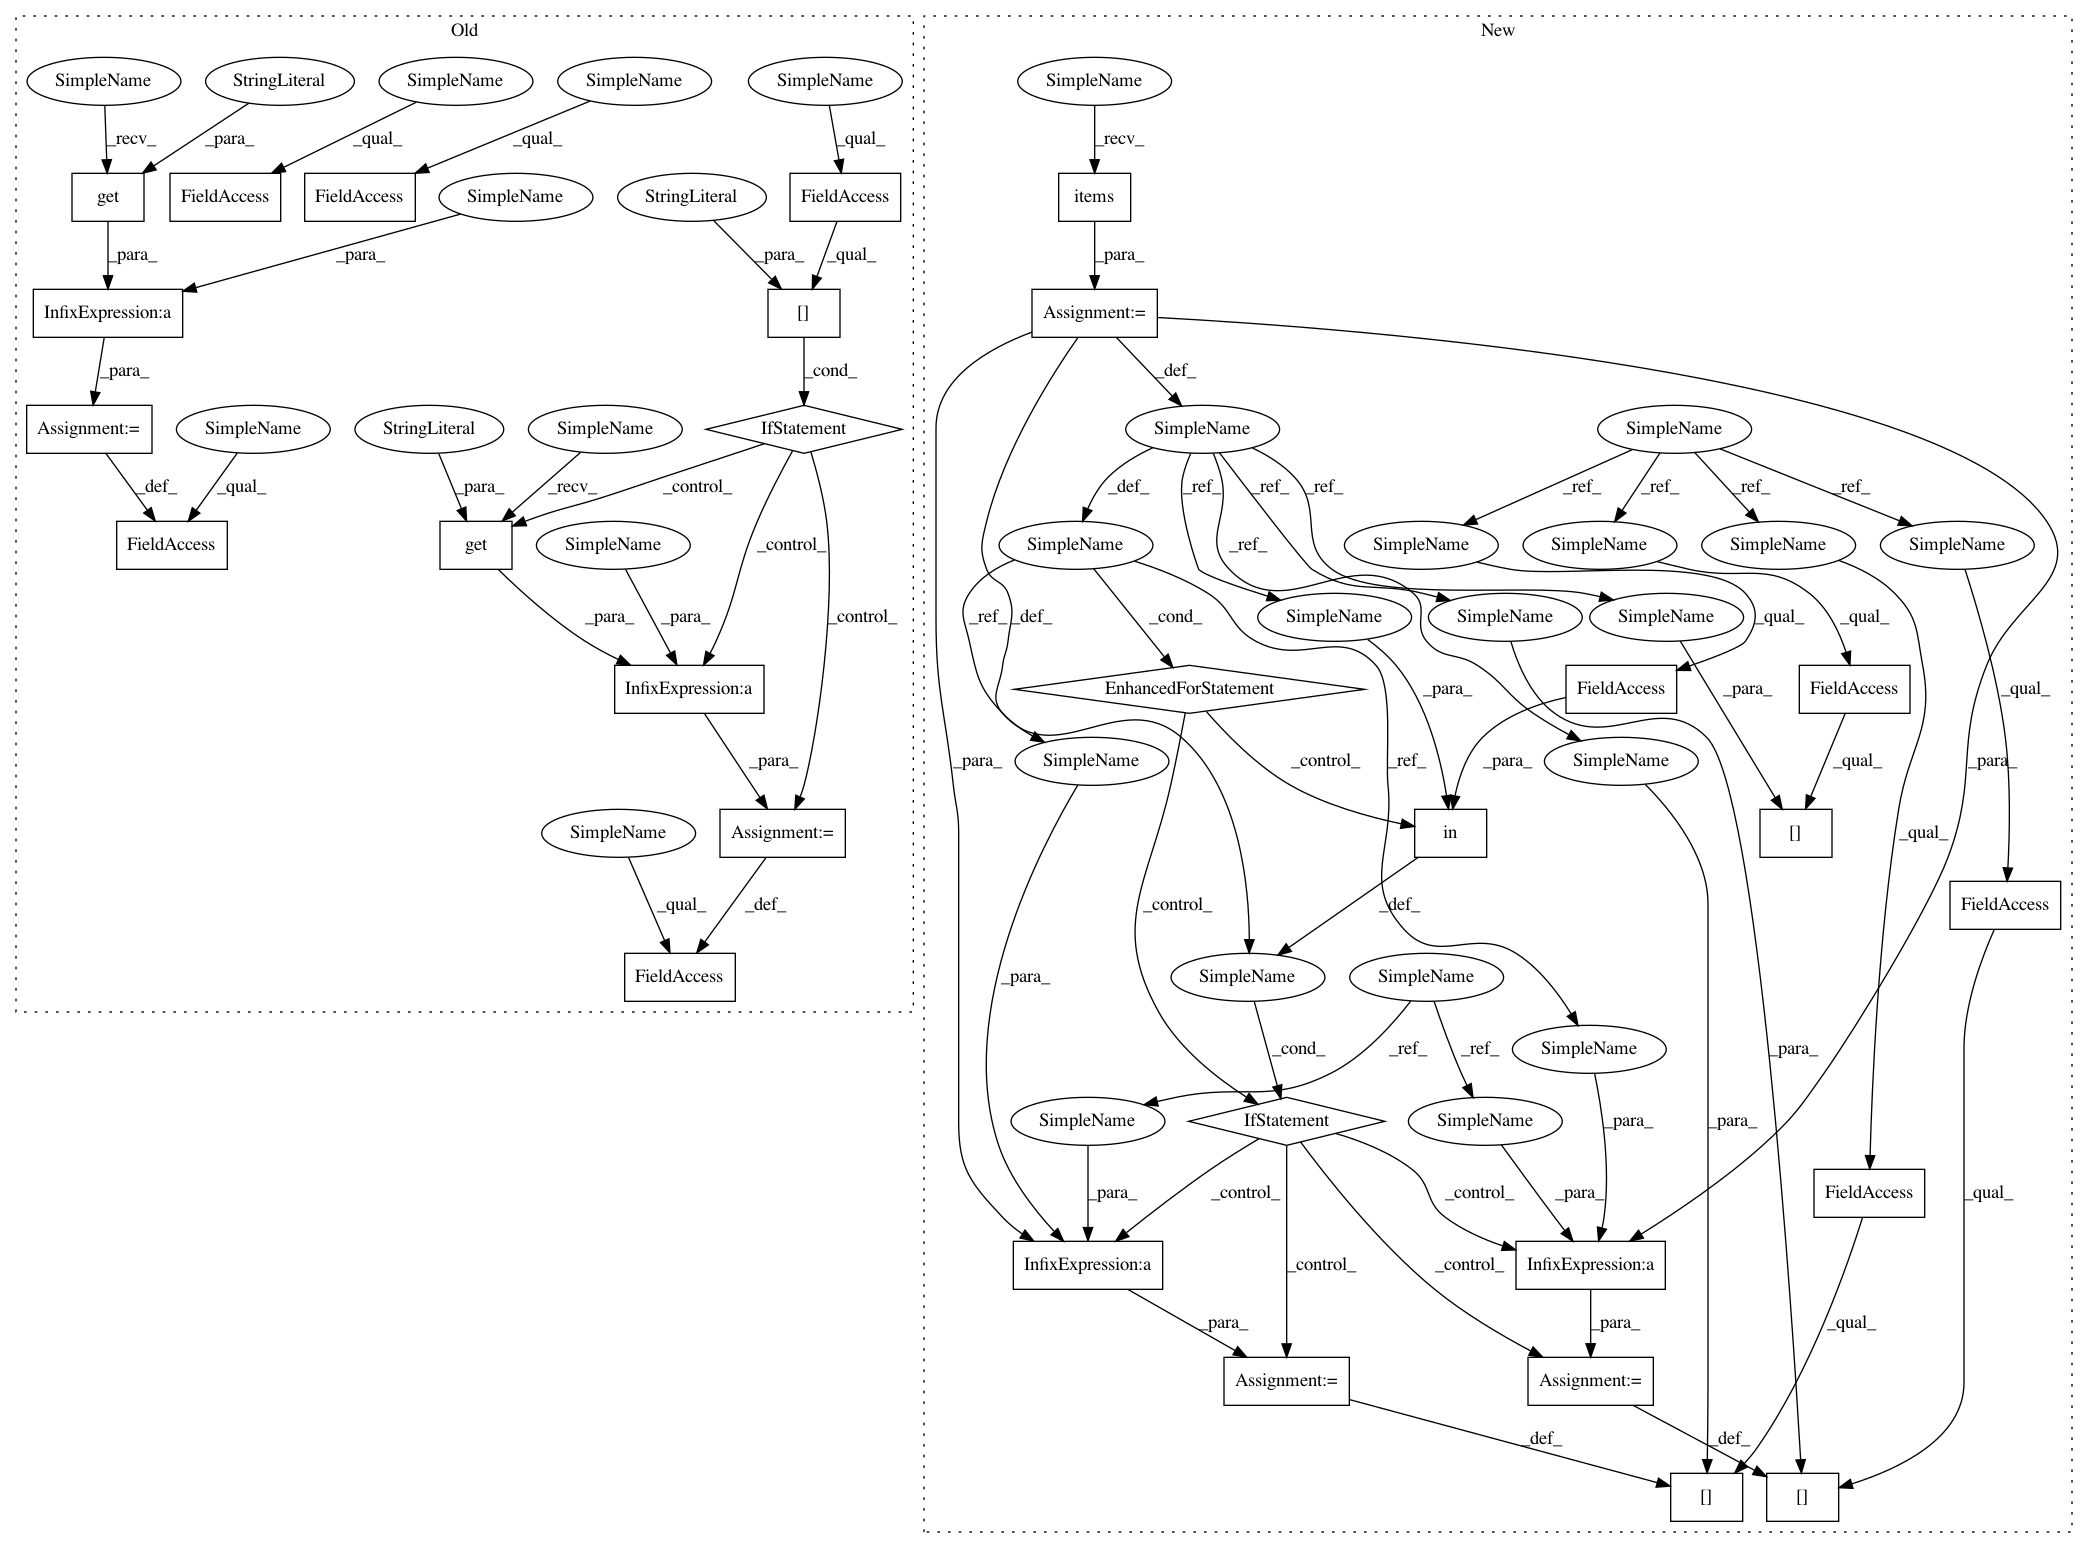 Old
New
SimpleName
StringLiteral
SimpleName
SimpleName
SimpleName
SimpleName
_recv_
_para_
_qual_
_qual_
_qual_
_recv_
get
FieldAccess
FieldAccess
SimpleName
StringLiteral
FieldAccess
items
_para_
_para_
_para_
_qual_
_para_
InfixExpression:a
[]
Assignment:=
_para_
_cond_
_def_
Assignment:=
SimpleName
StringLiteral
SimpleName
IfStatement
SimpleName
SimpleName
_def_
_qual_
_para_
_recv_
_control_
_def_
_ref_
_ref_
_ref_
_ref_
_ref_
_ref_
_ref_
FieldAccess
get
SimpleName
_control_
SimpleName
_ref_
SimpleName
SimpleName
SimpleName
SimpleName
_para_
_para_
_control_
_ref_
_def_
_cond_
SimpleName
SimpleName
SimpleName
_qual_
_qual_
InfixExpression:a
EnhancedForStatement
_para_
FieldAccess
_para_
FieldAccess
_qual_
_para_
_para_
SimpleName
_control_
_ref_
_para_
SimpleName
_qual_
_para_
SimpleName
Assignment:=
in
[]
_qual_
_qual_
_def_
_control_
_def_
FieldAccess
FieldAccess
_para_
SimpleName
SimpleName
_cond_
_ref_
_ref_
SimpleName
_para_
SimpleName
IfStatement
SimpleName
_para_
_para_
_para_
_control_
_control_
_para_
FieldAccess
_qual_
InfixExpression:a
_control_
_control_
InfixExpression:a
_para_
_para_
_qual_
Assignment:=
Assignment:=
_def_
_def_
[]
[]